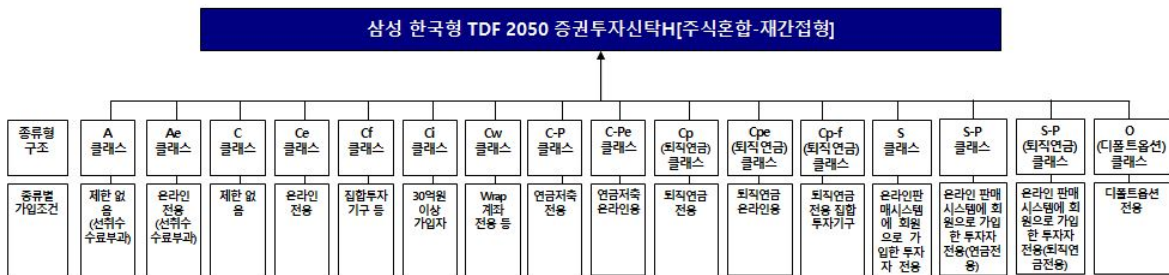 삼성 한국형 TDF 2050 증권투자신탁H[주식혼합-재간접형]
종류형
구조
A
클래스
Ae
클래스
C
클래스
Ce
클래스
Cf
클래스
Ci
클래스
Cw
클래스
C-P
클래스
C-Pe
클래스
Cp
(퇴직연금)
클래스
Cpe
(퇴직연금)
클래스
Cp-f
(퇴직연금)
클래스
S
클래스
S-P
클래스
S-P
(퇴직연금)
클래스
O
(디폴트옵션)
클래스
종류별
가입조건
제한 없
음
(선취수
수료부과)
온라인
전용
(선취수
수료부과)
제한 없
음
온라인
전용
집합투자
기구 등
30억원
이상
가입자
Wrap
계좌
전용 등
연금저축
전용
연금저축
온라인용
퇴직연금
전용
퇴직연금
온라인용
퇴직연금
전용 집합
투자기구
온라인판
매시스템
에 회원
으로 가
입한 투자
자 전용
온라인 판매
시스템에 회
원으로 가입
한 투자자
전용(연금전
용)
온라인 판매
시스템에 회
원으로 가입
한 투자자
전용(퇴직연
금전용)
디폴트옵션
전용